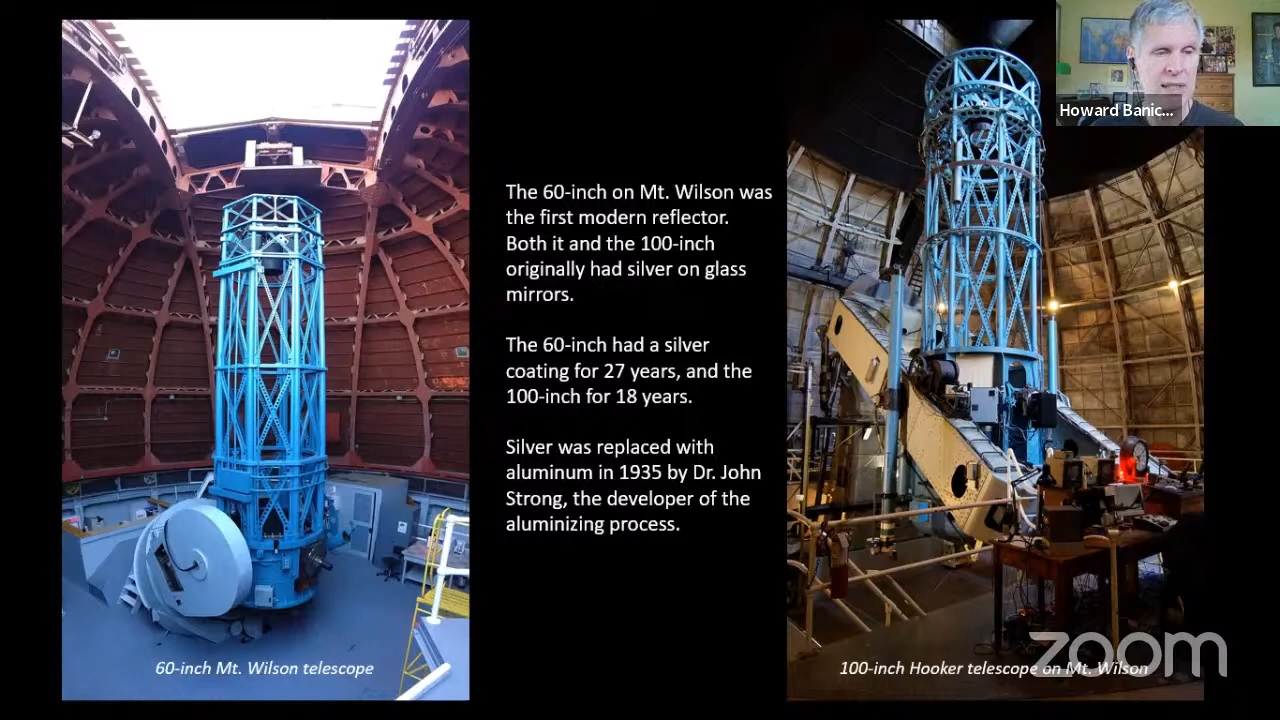 Howard Banic...
The 60-inch on Mt. Wilson was
the first modern reflector.
Both it and the 100-inch
originally had silver on glass
mirrors.
The 60-inch had a silver
coating for 27 years, and the
100-inch for 18 years.
Silver was replaced with
aluminum in 1935 by Dr. John
Strong, the developer of the
aluminizing process.
60-inch Mt. Wilson telescope
100-inch Hooker telescope on Mt. Wilson
zoom